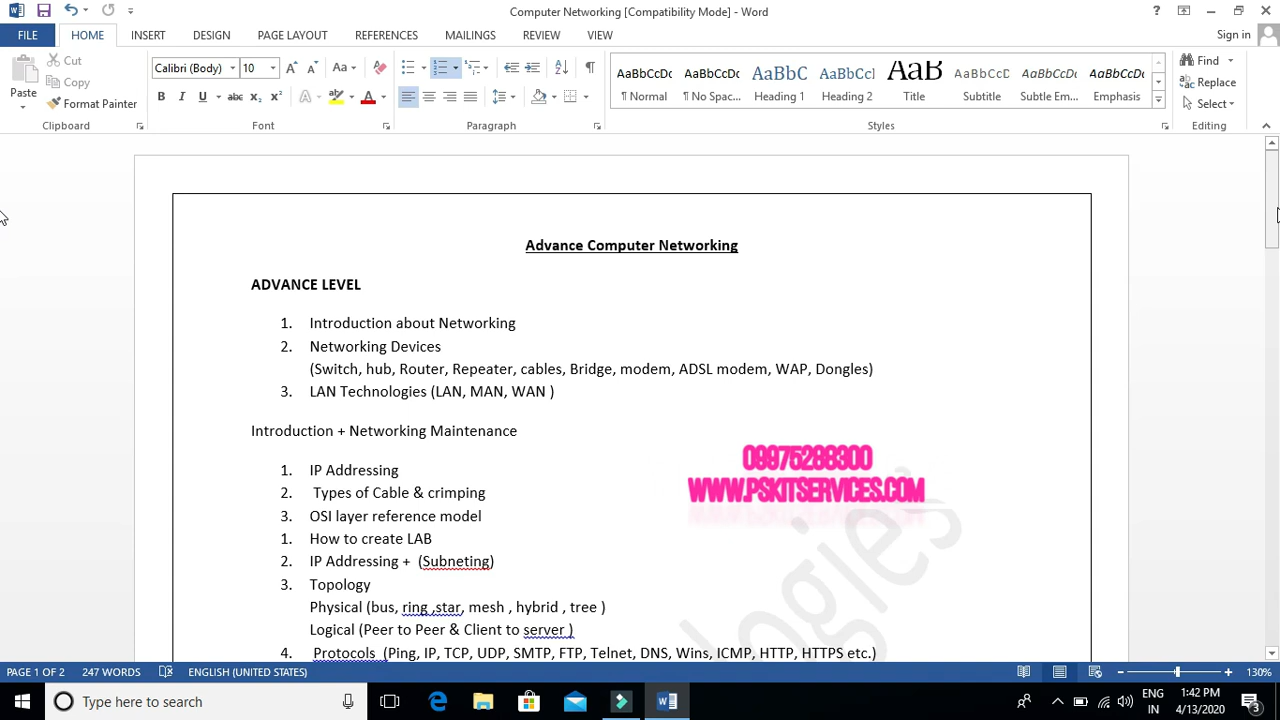 Computer Networking [Compatibility Mode] - Word
Sign in
FILE HOME INSERT DESIGN PAGE LAYOUT REFERENCES MAILINGS REVIEW VIEW
Paste
Cut
Copy
Format Painter
Clipboard
Calibri (Body) 10
Font
Paragraph
AaBbCcDc AaBbCcDc AaBbC AaBbCcI AaB AaBbCcD AaBbCcDc AaBbCcDc
¶ Normal ¶ No Spac... Heading 1 Heading 2 Title Subtitle Subtle Em... Emphasis
Styles
Find
Replace
Select
Editing
Advance Computer Networking
ADVANCE LEVEL
1. Introduction about Networking
2. Networking Devices
(Switch, hub, Router, Repeater, cables, Bridge, modem, ADSL modem, WAP, Dongles)
3. LAN Technologies (LAN, MAN, WAN )
Introduction + Networking Maintenance
1. IP Addressing
2. Types of Cable & crimping
3. OSI layer reference model
1. How to create LAB
2. IP Addressing + (Subneting)
3. Topology
Physical (bus, ring ,star, mesh , hybrid , tree )
Logical (Peer to Peer & Client to server )
4. Protocols (Ping, IP, TCP, UDP, SMTP, FTP, Telnet, DNS, Wins, ICMP, HTTP, HTTPS etc.)
09975288300
WWW.PSKITSERVICES.COM
logies
PAGE 1 OF 2 247 WORDS ENGLISH (UNITED STATES) 130%
Type here to search
ENG
IN
1:42 PM
4/13/2020
3